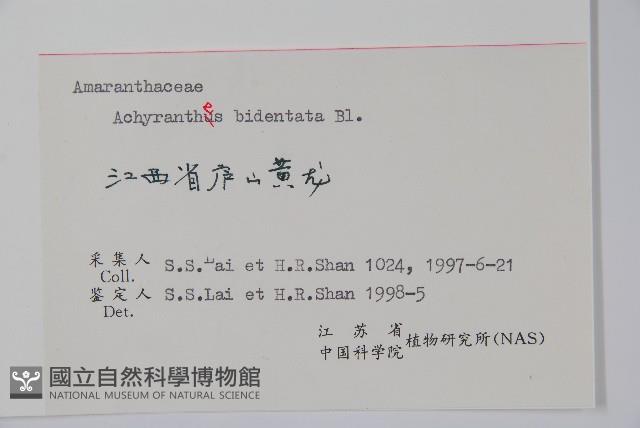 Amaranthaceae
Achyranthes bidentata Bl.
江西省庐山黄龙
采集人 S.S.Lai et H.R.Shan 1024, 1997-6-21
Coll.
鉴定人 S.S.Lai et H.R.Shan 1998-5
Det.
江苏省
中国科学院 植物研究所(NAS)
國立自然科學博物館
NATIONAL MUSEUM OF NATURAL SCIENCE